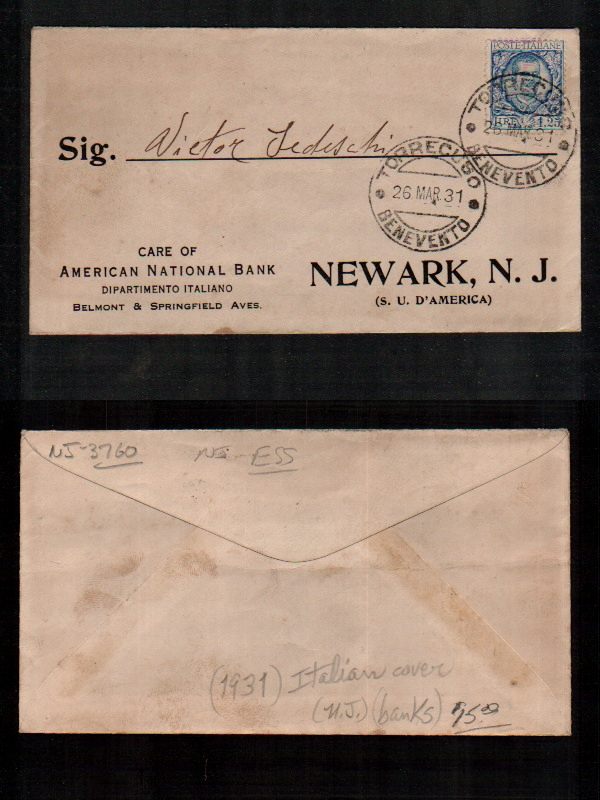 POSTE ITALIANE
LIRE 1,25
TORRECUSO
26 MAR. 31
BENEVENTO
Sig. Victor Tedeschi
TORRECUSO
26 MAR. 31
BENEVENTO
CARE OF
AMERICAN NATIONAL BANK
DIPARTIMENTO ITALIANO
BELMONT & SPRINGFIELD AVES.
NEWARK, N. J.
(S. U. D'AMERICA)
NJ-3760
NJ-ESS
(1931) Italian cover
(N.J.) (banks)